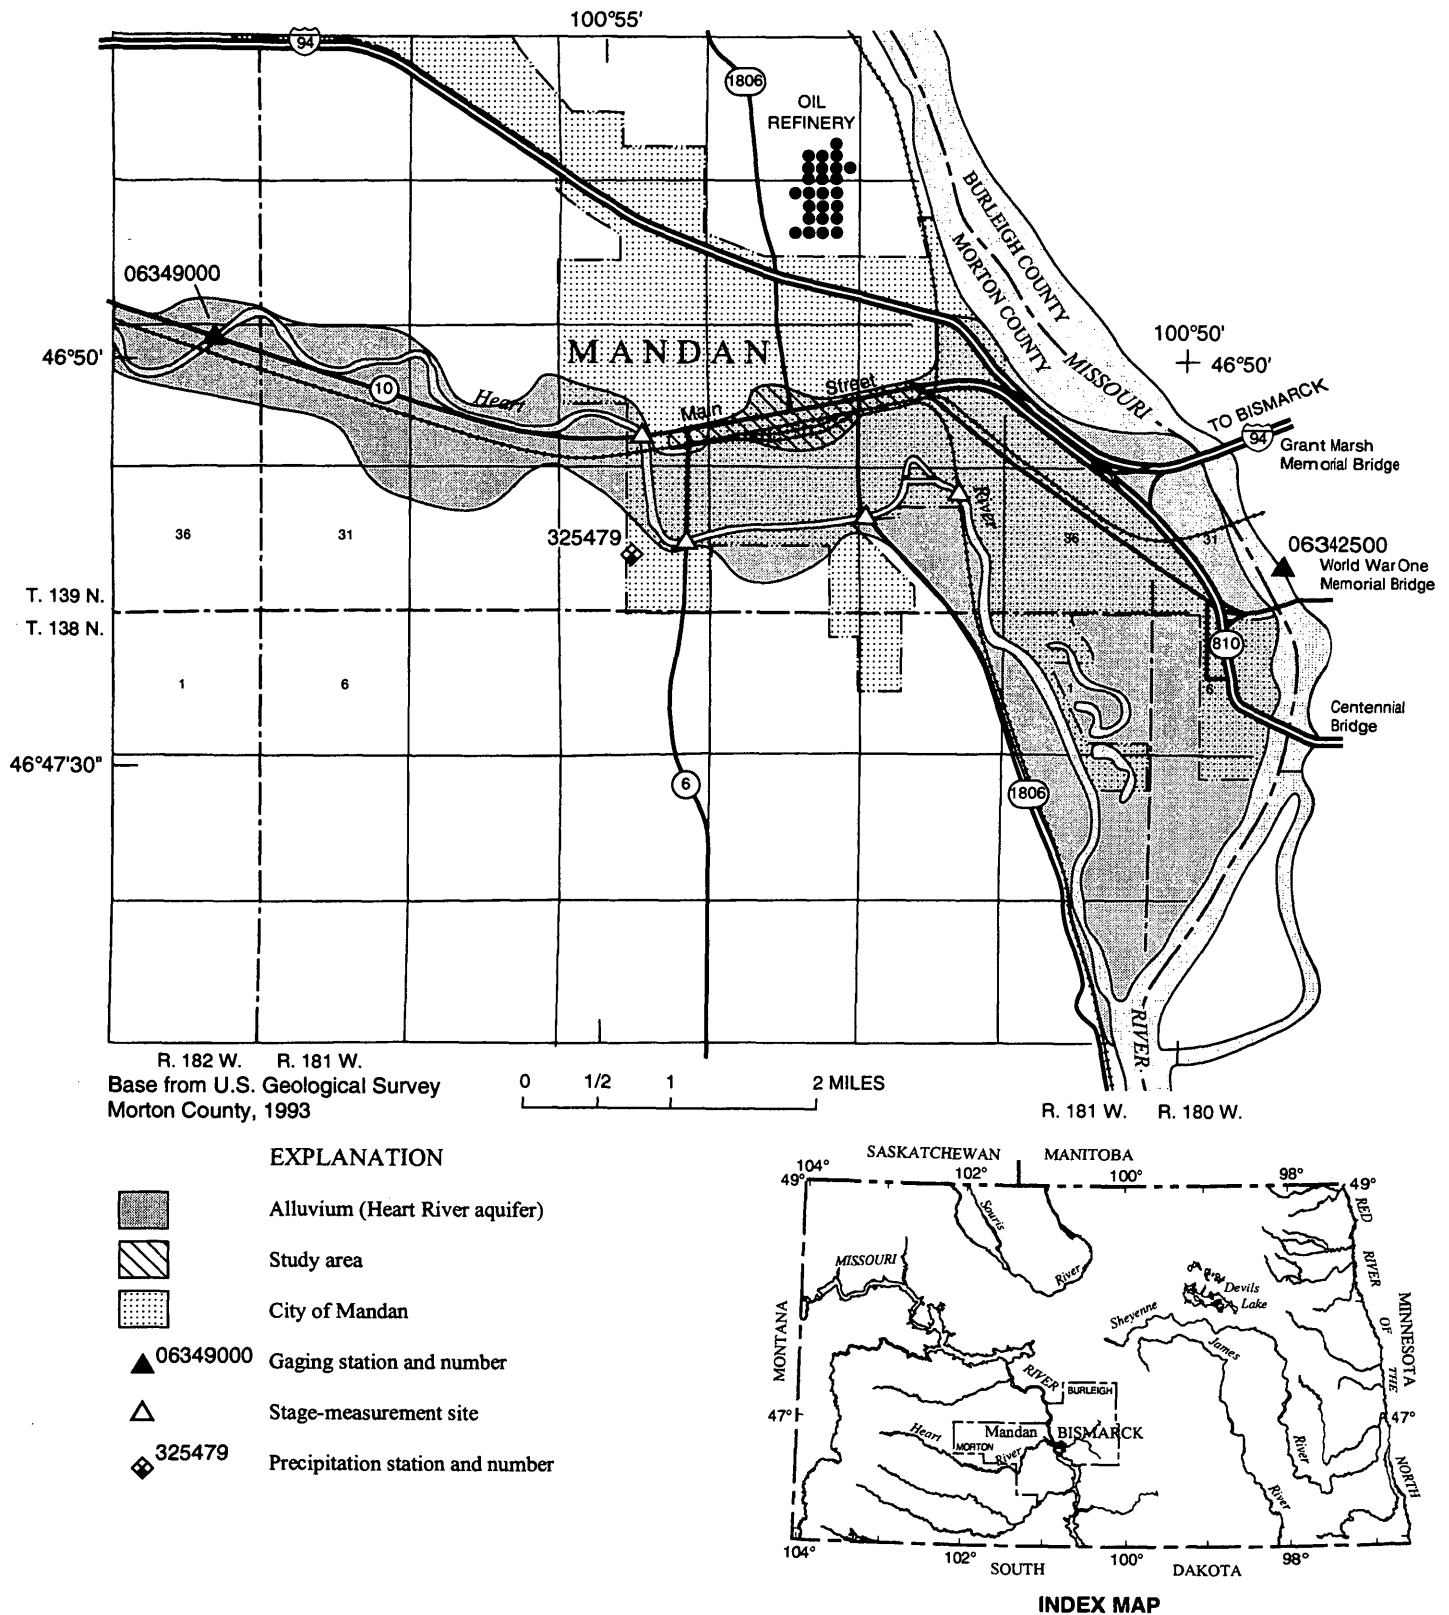 100°55'
94
1806
OIL
REFINERY
BURLEIGH COUNTY
MORTON COUNTY
06349000
100°50'
46°50'
46°50'
MANDAN
MISSOURI
10
Heart
Main
Street
TO BISMARCK
94
Grant Marsh
Memorial Bridge
River
36
31
325479
36
31
06342500
World War One
Memorial Bridge
T. 139 N.
T. 138 N.
810
1
6
1
6
Centennial
Bridge
46°47'30"
6
1806
RIVER
R. 182 W.
R. 181 W.
Base from U.S. Geological Survey
Morton County, 1993
0 1/2 1 2 MILES
R. 181 W. R. 180 W.
EXPLANATION
Alluvium (Heart River aquifer)
Study area
City of Mandan
06349000 Gaging station and number
Stage-measurement site
325479 Precipitation station and number
SASKATCHEWAN MANITOBA
104° 102° 100° 98°
49° 49°
Souris
River
RED
RIVER
OF
THE
NORTH
MISSOURI
Devils
Lake
Sheyenne
James
MONTANA
MINNESOTA
RIVER
BURLEIGH
47° 47°
Heart
Mandan BISMARCK
MORTON
River
River
River
104° 102° 100° 98°
SOUTH DAKOTA
INDEX MAP